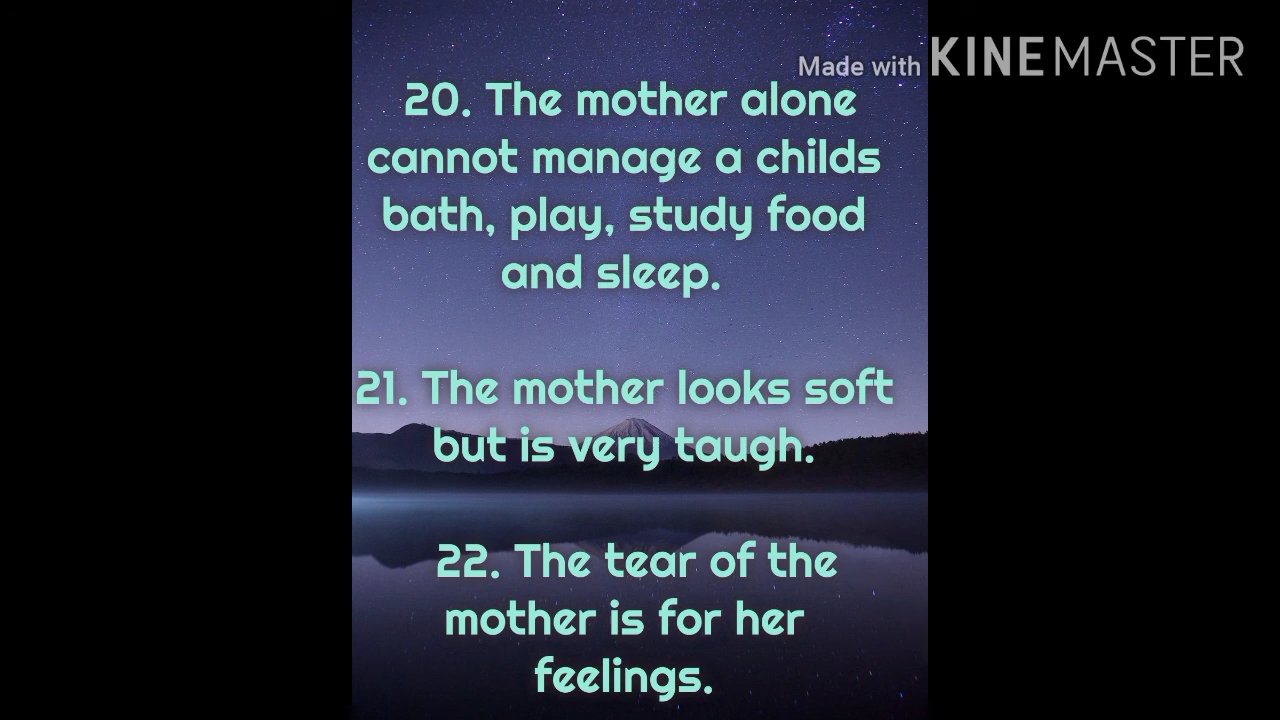 Made with KINEMASTER
20. The mother alone
cannot manage a childs
bath, play, study food
and sleep.
21. The mother looks soft
but is very taugh.
22. The tear of the
mother is for her
feelings.